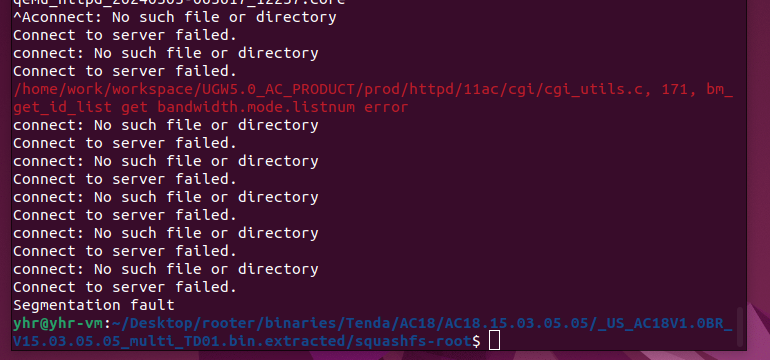 ^Aconnect: No such file or directory
Connect to server failed.
connect: No such file or directory
Connect to server failed.
/home/work/workspace/UGW5.0_AC_PRODUCT/prod/httpd/11ac/cgi/cgi_utils.c, 171, bm_
get_id_list get bandwidth.mode.listnum error
connect: No such file or directory
Connect to server failed.
connect: No such file or directory
Connect to server failed.
connect: No such file or directory
Connect to server failed.
connect: No such file or directory
Connect to server failed.
connect: No such file or directory
Connect to server failed.
Segmentation fault
yhr@yhr-vm:~/Desktop/rooter/binaries/Tenda/AC18/AC18.15.03.05.05/_US_AC18V1.0BR_
V15.03.05.05_multi_TD01.bin.extracted/squashfs-root$